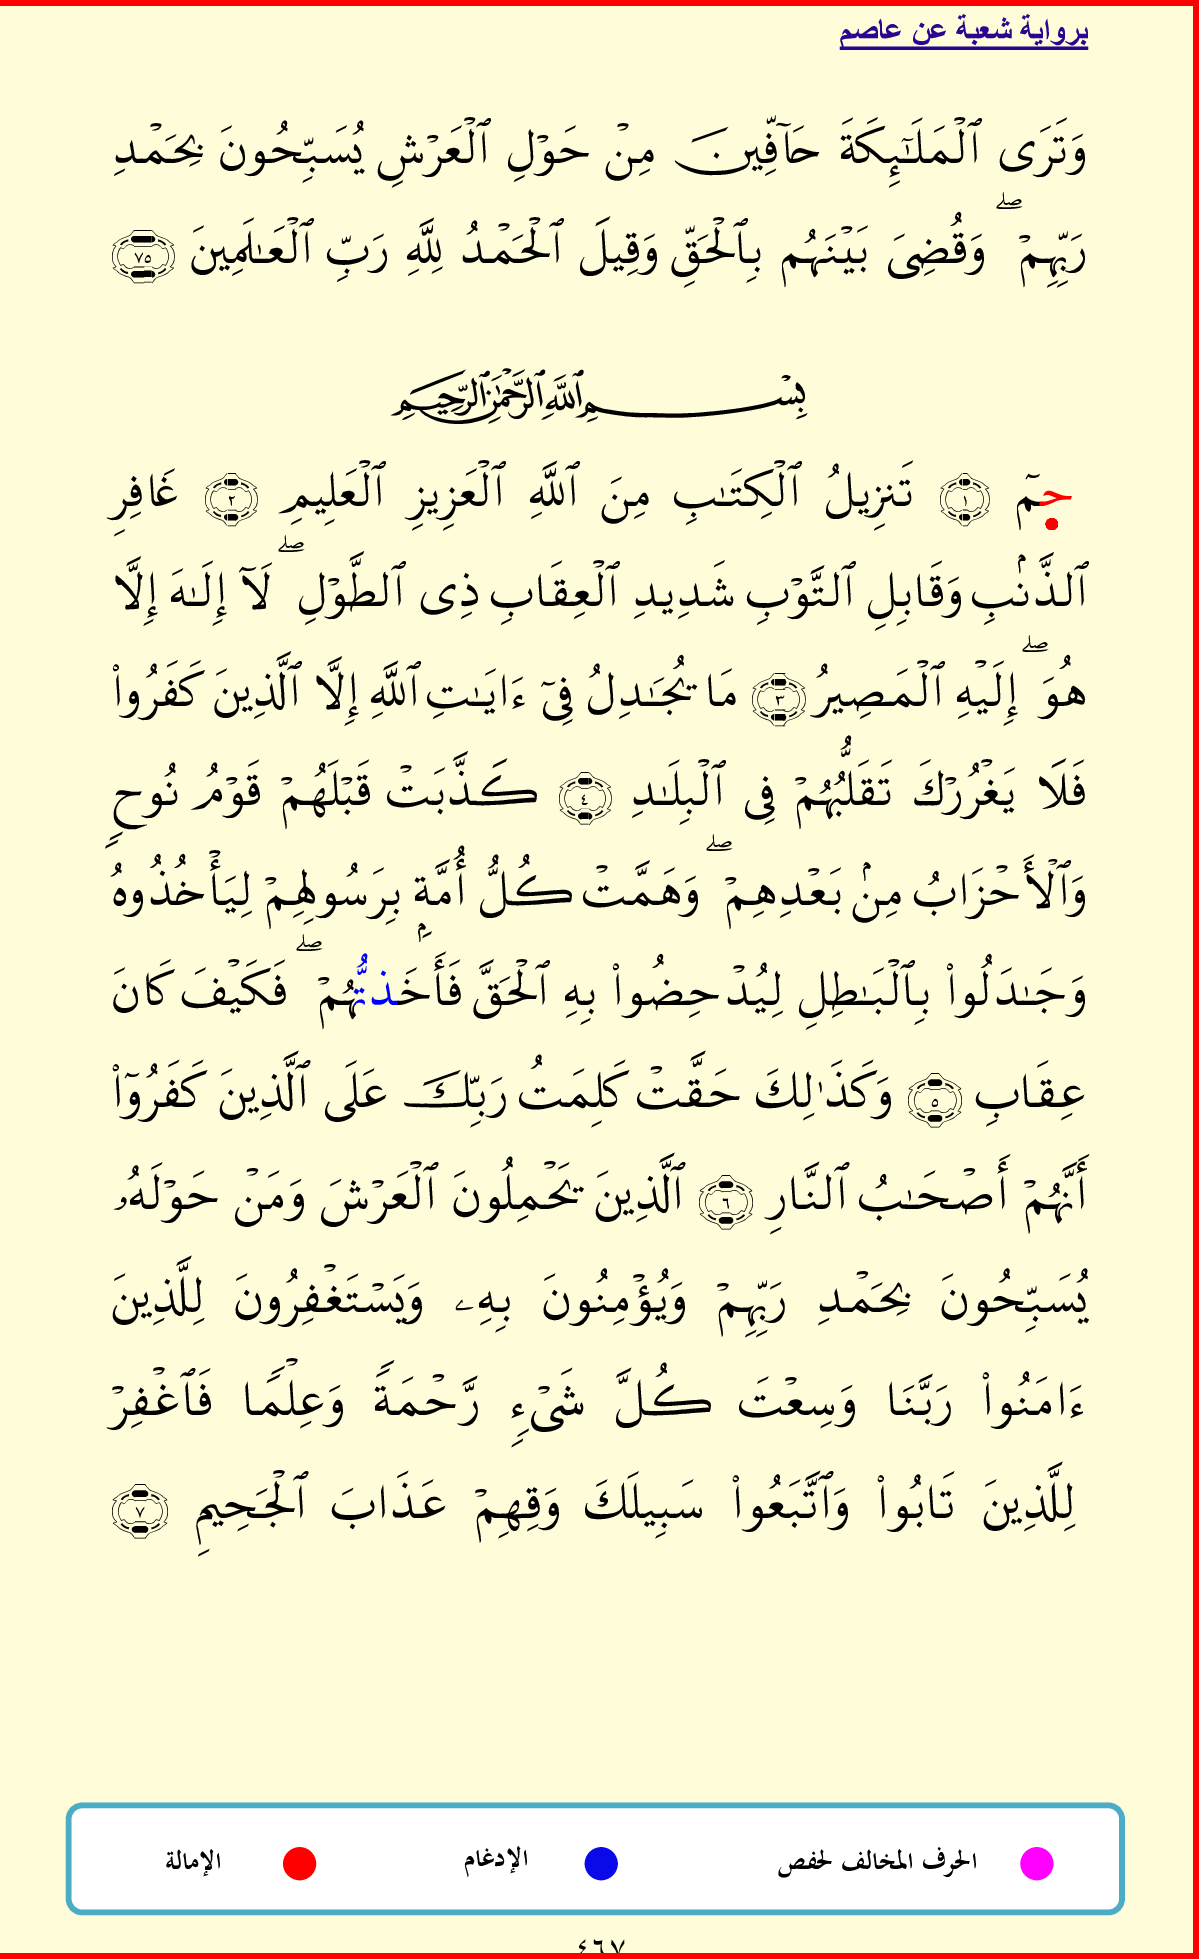 برواية شعبة عن عاصم
وَتَرَى ٱلْمَلَـٰٓئِكَةَ حَآفِّينَ مِنْ حَوْلِ ٱلْعَرْشِ يُسَبِّحُونَ بِحَمْدِ
رَبِّهِمْ ۖ وَقُضِىَ بَيْنَهُم بِٱلْحَقِّ وَقِيلَ ٱلْحَمْدُ لِلَّهِ رَبِّ ٱلْعَـٰلَمِينَ ٧٥
بِسْمِ ٱللَّهِ ٱلرَّحْمَـٰنِ ٱلرَّحِيمِ
حمٓ ١ تَنزِيلُ ٱلْكِتَـٰبِ مِنَ ٱللَّهِ ٱلْعَزِيزِ ٱلْعَلِيمِ ٢ غَافِرِ
ٱلذَّنۢبِ وَقَابِلِ ٱلتَّوْبِ شَدِيدِ ٱلْعِقَابِ ذِى ٱلطَّوْلِ ۖ لَآ إِلَـٰهَ إِلَّا
هُوَ ۖ إِلَيْهِ ٱلْمَصِيرُ ٣ مَا يُجَـٰدِلُ فِىٓ ءَايَـٰتِ ٱللَّهِ إِلَّا ٱلَّذِينَ كَفَرُوا۟
فَلَا يَغْرُرْكَ تَقَلُّبُهُمْ فِى ٱلْبِلَـٰدِ ٤ كَذَّبَتْ قَبْلَهُمْ قَوْمُ نُوحٍ
وَٱلْأَحْزَابُ مِنۢ بَعْدِهِمْ ۖ وَهَمَّتْ كُلُّ أُمَّةٍۭ بِرَسُولِهِمْ لِيَأْخُذُوهُ
وَجَـٰدَلُوا۟ بِٱلْبَـٰطِلِ لِيُدْحِضُوا۟ بِهِ ٱلْحَقَّ فَأَخَذتُّهُمْ ۖ فَكَيْفَ كَانَ
عِقَابِ ٥ وَكَذَٰلِكَ حَقَّتْ كَلِمَتُ رَبِّكَ عَلَى ٱلَّذِينَ كَفَرُوٓا۟
أَنَّهُمْ أَصْحَـٰبُ ٱلنَّارِ ٦ ٱلَّذِينَ يَحْمِلُونَ ٱلْعَرْشَ وَمَنْ حَوْلَهُۥ
يُسَبِّحُونَ بِحَمْدِ رَبِّهِمْ وَيُؤْمِنُونَ بِهِۦ وَيَسْتَغْفِرُونَ لِلَّذِينَ
ءَامَنُوا۟ رَبَّنَا وَسِعْتَ كُلَّ شَىْءٍ رَّحْمَةً وَعِلْمًا فَٱغْفِرْ
لِلَّذِينَ تَابُوا۟ وَٱتَّبَعُوا۟ سَبِيلَكَ وَقِهِمْ عَذَابَ ٱلْجَحِيمِ ٧
الحرف المخالف لحفص الإدغام الإمالة
٤٦٧